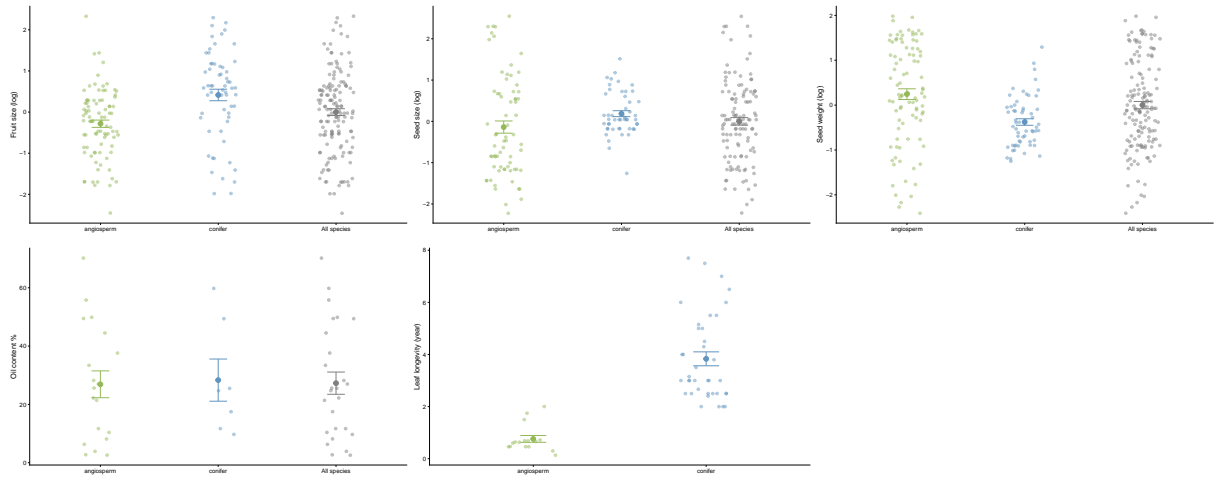 Fruit size (log)
2
1
0
−1
−2
angiosperm
conifer
All species
Seed size (log)
2
1
0
−1
−2
angiosperm
conifer
All species
Seed weight (log)
2
1
0
−1
−2
angiosperm
conifer
All species
Oil content %
60
40
20
0
angiosperm
conifer
All species
Leaf longevity (year)
8
6
4
2
0
angiosperm
conifer